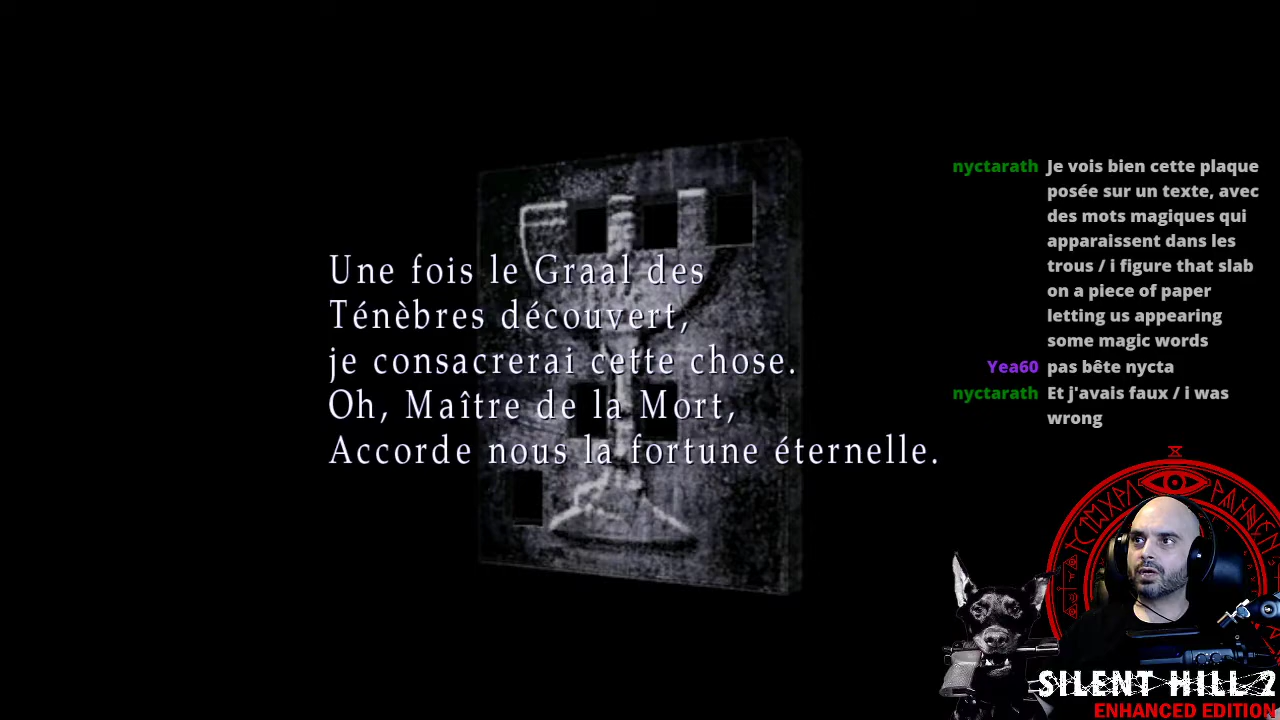 Une fois le Graal des
Ténèbres découvert,
je consacrerai cette chose.
Oh, Maître de la Mort,
Accorde nous la fortune éternelle.
nyctarath Je vois bien cette plaque
posée sur un texte, avec
des mots magiques qui
apparaissent dans les
trous / i figure that slab
on a piece of paper
letting us appearing
some magic words
Yea60 pas bête nycta
nyctarath Et j'avais faux / i was
wrong
SILENT HILL 2
ENHANCED EDITION